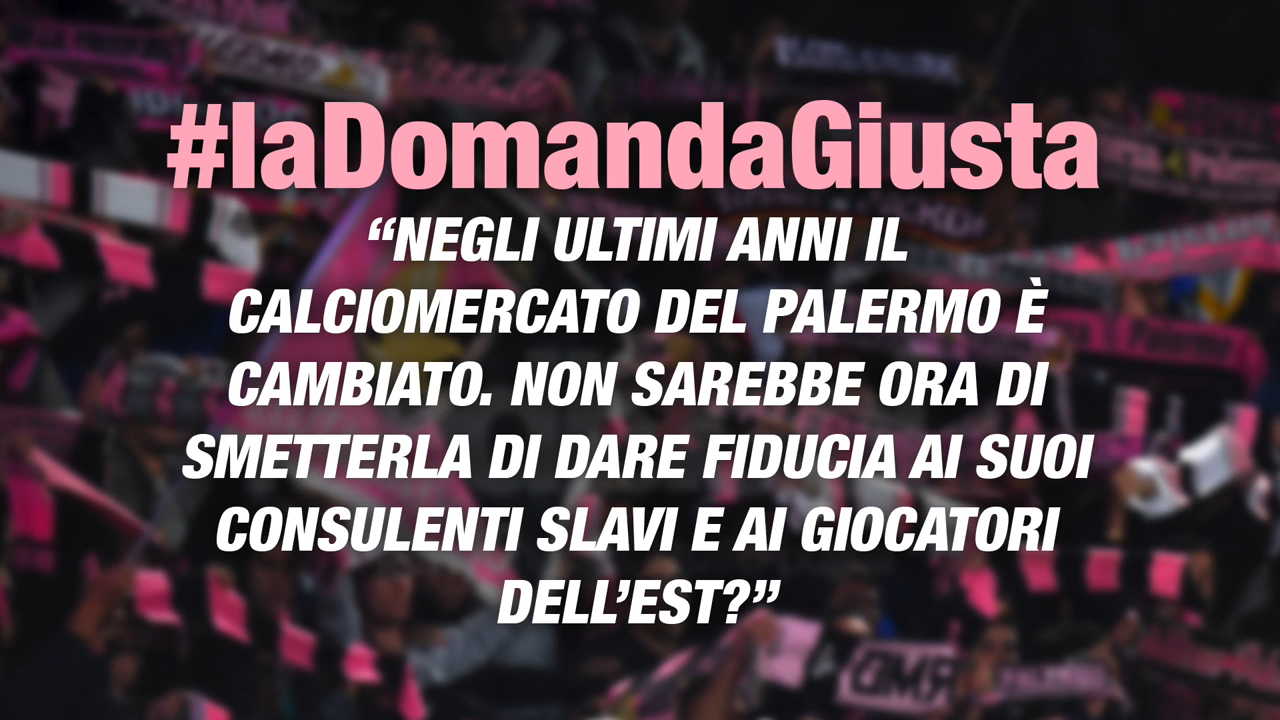 #laDomandaGiusta
“NEGLI ULTIMI ANNI IL
CALCIOMERCATO DEL PALERMO È
CAMBIATO. NON SAREBBE ORA DI
SMETTERLA DI DARE FIDUCIA AI SUOI
CONSULENTI SLAVI E AI GIOCATORI
DELL’EST?”